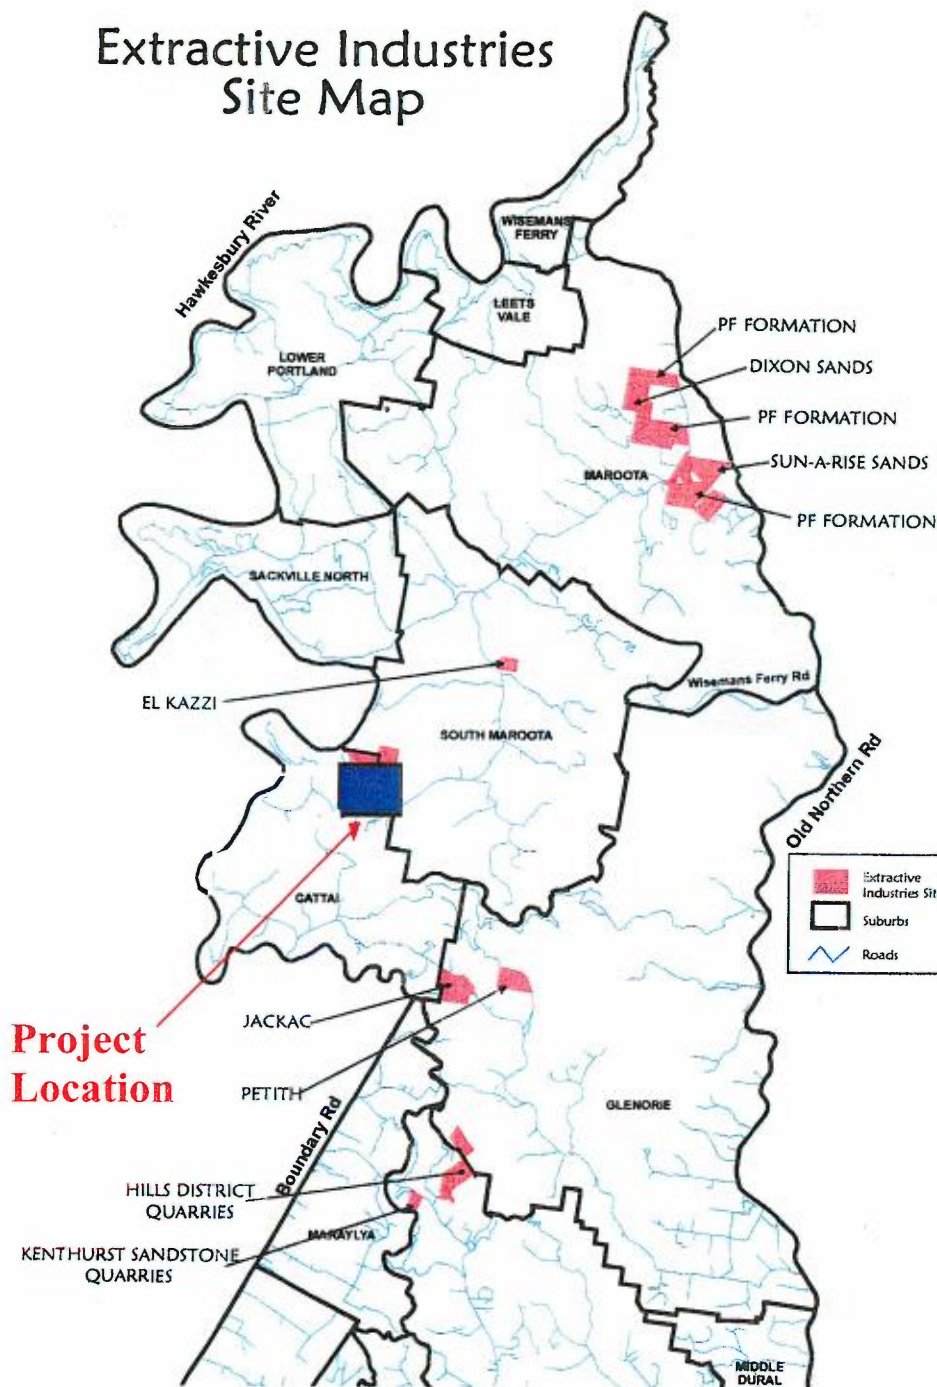 Extractive Industries
Site Map
Hawkesbury River
WISEMANS
FERRY
LEETS
VALE
LOWER
PORTLAND
PF FORMATION
DIXON SANDS
PF FORMATION
SUN-A-RISE SANDS
MAROOTA
PF FORMATION
SACKVILLE NORTH
EL KAZZI
Wisemans Ferry Rd
SOUTH MAROOTA
Old Northern Rd
Extractive
Industries Sit
Suburbs
Roads
CATTAI
JACKAC
Project
Location
PETITH
GLENORIE
Boundary Rd
HILLS DISTRICT
QUARRIES
MARAYLYA
KENTHURST SANDSTONE
QUARRIES
MIDDLE
DURAL